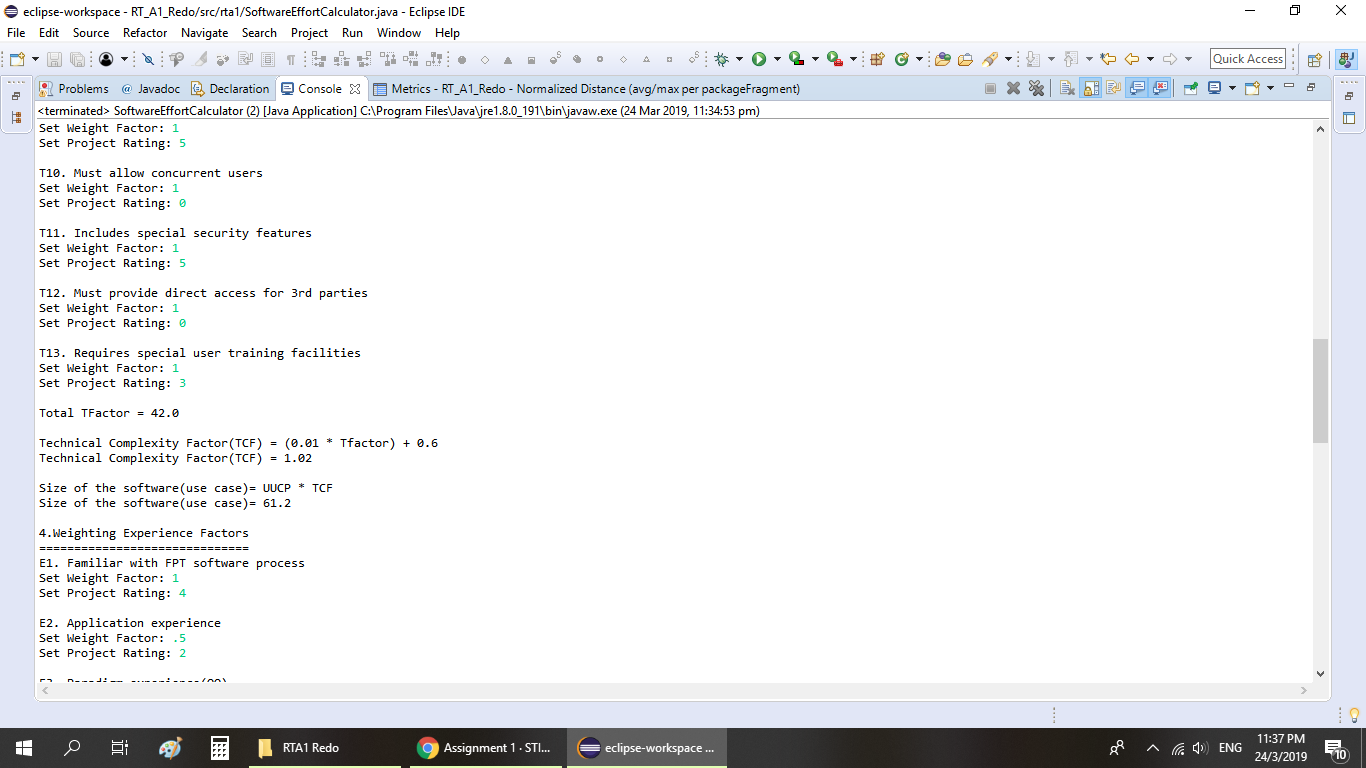 eclipse-workspace - RT_A1_Redo/src/rta1/SoftwareEffortCalculator.java - Eclipse IDE
File Edit Source Refactor Navigate Search Project Run Window Help
Quick Access
Problems @ Javadoc Declaration Console Metrics - RT_A1_Redo - Normalized Distance (avg/max per packageFragment)
<terminated> SoftwareEffortCalculator (2) [Java Application] C:\Program Files\Java\jre1.8.0_191\bin\javaw.exe (24 Mar 2019, 11:34:53 pm)
Set Weight Factor: 1
Set Project Rating: 5
T10. Must allow concurrent users
Set Weight Factor: 1
Set Project Rating: 0
T11. Includes special security features
Set Weight Factor: 1
Set Project Rating: 5
T12. Must provide direct access for 3rd parties
Set Weight Factor: 1
Set Project Rating: 0
T13. Requires special user training facilities
Set Weight Factor: 1
Set Project Rating: 3
Total TFactor = 42.0
Technical Complexity Factor(TCF) = (0.01 * Tfactor) + 0.6
Technical Complexity Factor(TCF) = 1.02
Size of the software(use case)= UUCP * TCF
Size of the software(use case)= 61.2
4.Weighting Experience Factors
==============================
E1. Familiar with FPT software process
Set Weight Factor: 1
Set Project Rating: 4
E2. Application experience
Set Weight Factor: .5
Set Project Rating: 2
RTA1 Redo
Assignment 1 · STI...
eclipse-workspace ...
ENG
11:37 PM
24/3/2019
10